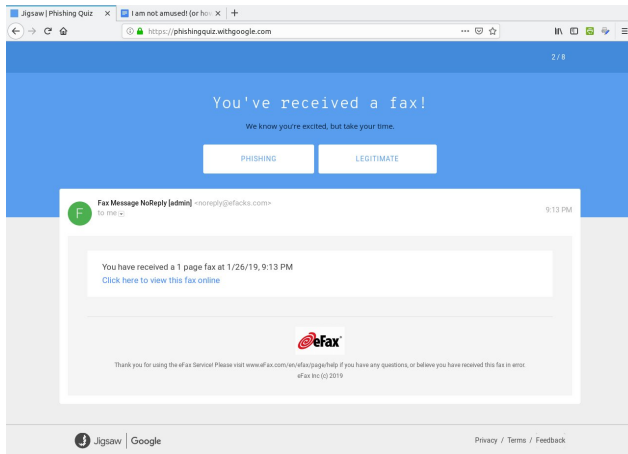 Jigsaw | Phishing Quiz
I am not amused! (or how
https://phishingquiz.withgoogle.com
2 / 8
You've received a fax!
We know you're excited, but take your time.
PHISHING
LEGITIMATE
F
Fax Message NoReply [admin] <noreply@efacks.com>
9:13 PM
to me
You have received a 1 page fax at 1/26/19, 9:13 PM
Click here to view this fax online
eFax
Thank you for using the eFax Service! Please visit www.eFax.com/en/efax/page/help if you have any questions, or believe you have received this fax in error.
eFax Inc (c) 2019
Jigsaw | Google
Privacy / Terms / Feedback